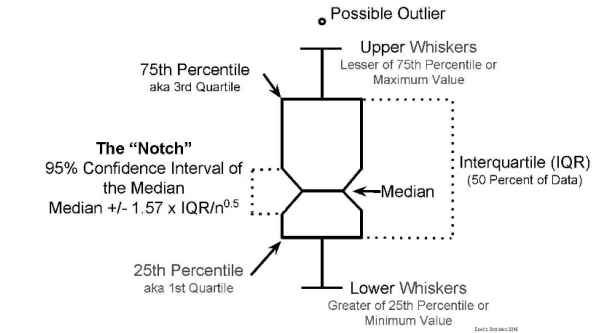 Possible Outlier
Upper Whiskers
Lesser of 75th Percentile or
Maximum Value
75th Percentile
aka 3rd Quartile
The “Notch”
95% Confidence Interval of
the Median
Median +/- 1.57 x IQR/n0.5
Interquartile (IQR)
(50 Percent of Data)
Median
25th Percentile
aka 1st Quartile
Lower Whiskers
Greater of 25th Percentile or
Minimum Value